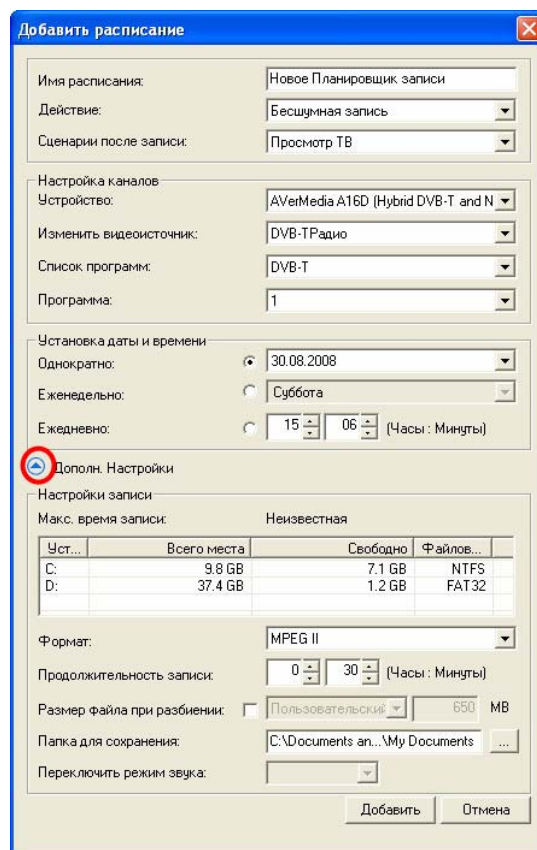 Добавить расписание
Имя расписания: Новое Планировщик записи
Действие: Бесшумная запись
Сценарии после записи: Просмотр ТВ
Настройка каналов
Устройство: AVerMedia A16D (Hybrid DVB-T and N
Изменить видеоисточник: DVB-TРадио
Список программ: DVB-T
Программа: 1
Установка даты и времени
Однократно: 30.08.2008
Еженедельно: Суббота
Ежедневно: 15 06 (Часы : Минуты)
Дополн. Настройки
Настройки записи
Макс. время записи: Неизвестная
Уст... Всего места Свободно Файлов...
C: 9.8 GB 7.1 GB NTFS
D: 37.4 GB 1.2 GB FAT32
Формат: MPEG II
Продолжительность записи: 0 30 (Часы : Минуты)
Размер файла при разбиении: Пользовательский 650 MB
Папка для сохранения: C:\Documents an...\My Documents ...
Переключить режим звука:
Добавить Отмена